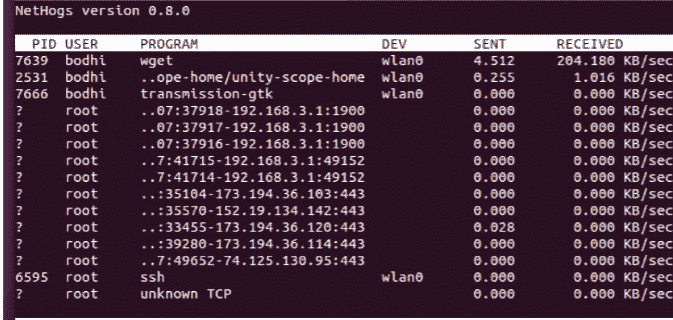 NetHogs version 0.8.0
PID USER PROGRAM DEV SENT RECEIVED
7639 bodhi wget wlan0 4.512 204.180 KB/sec
2531 bodhi ..ope-home/unity-scope-home wlan0 0.255 1.016 KB/sec
7666 bodhi transmission-gtk wlan0 0.000 0.000 KB/sec
? root ..07:37918-192.168.3.1:1900 0.000 0.000 KB/sec
? root ..07:37917-192.168.3.1:1900 0.000 0.000 KB/sec
? root ..07:37916-192.168.3.1:1900 0.000 0.000 KB/sec
? root ..7:41715-192.168.3.1:49152 0.000 0.000 KB/sec
? root ..7:41714-192.168.3.1:49152 0.000 0.000 KB/sec
? root ..:35104-173.194.36.103:443 0.000 0.000 KB/sec
? root ..:35570-152.19.134.142:443 0.000 0.000 KB/sec
? root ..:33455-173.194.36.120:443 0.028 0.000 KB/sec
? root ..:39280-173.194.36.114:443 0.000 0.000 KB/sec
? root ..7:49652-74.125.130.95:443 0.000 0.000 KB/sec
6595 root ssh wlan0 0.000 0.000 KB/sec
? root unknown TCP 0.000 0.000 KB/sec